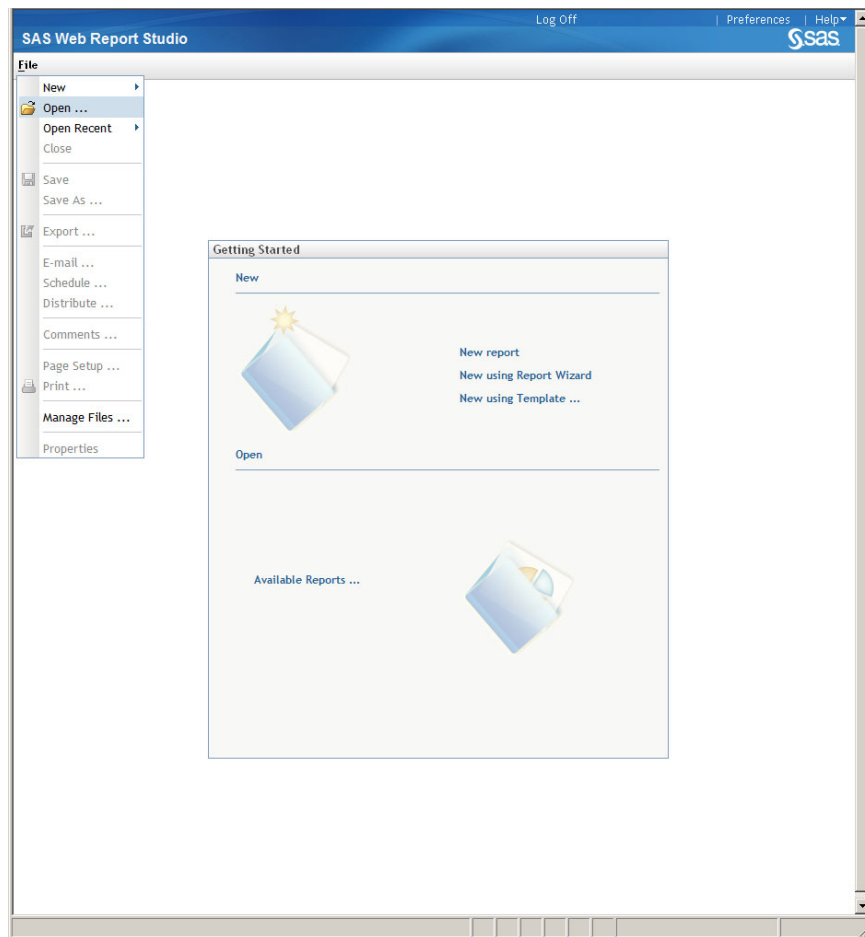 Log Off | Preferences | Help
SAS Web Report Studio
sas
File
New
Open ...
Open Recent
Close
Save
Save As ...
Export ...
E-mail ...
Schedule ...
Distribute ...
Comments ...
Page Setup ...
Print ...
Manage Files ...
Properties
Getting Started
New
New report
New using Report Wizard
New using Template ...
Open
Available Reports ...